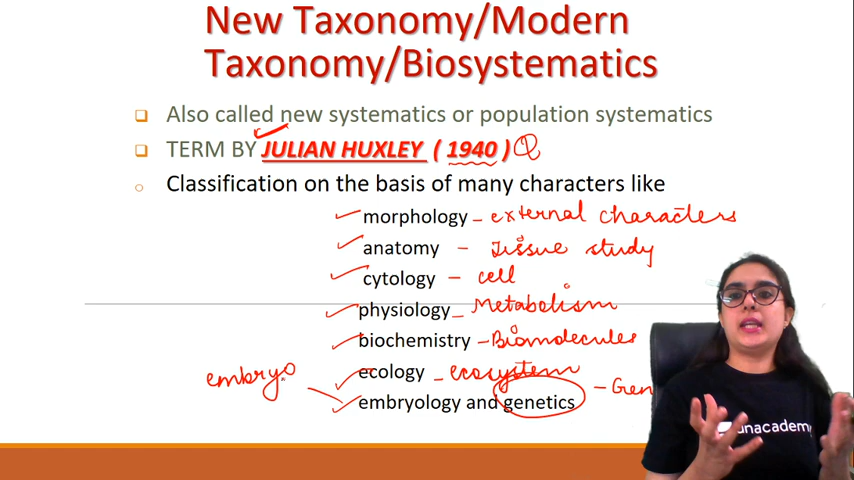 New Taxonomy/Modern
Taxonomy/Biosystematics
Also called new systematics or population systematics
TERM BY JULIAN HUXLEY ( 1940 ) Q
Classification on the basis of many characters like
morphology - external characters
anatomy - Tissue study
cytology - cell
physiology - Metabolism
biochemistry - Biomolecules
ecology - ecosystem
embryo
embryology and genetics - Gen
unacademy